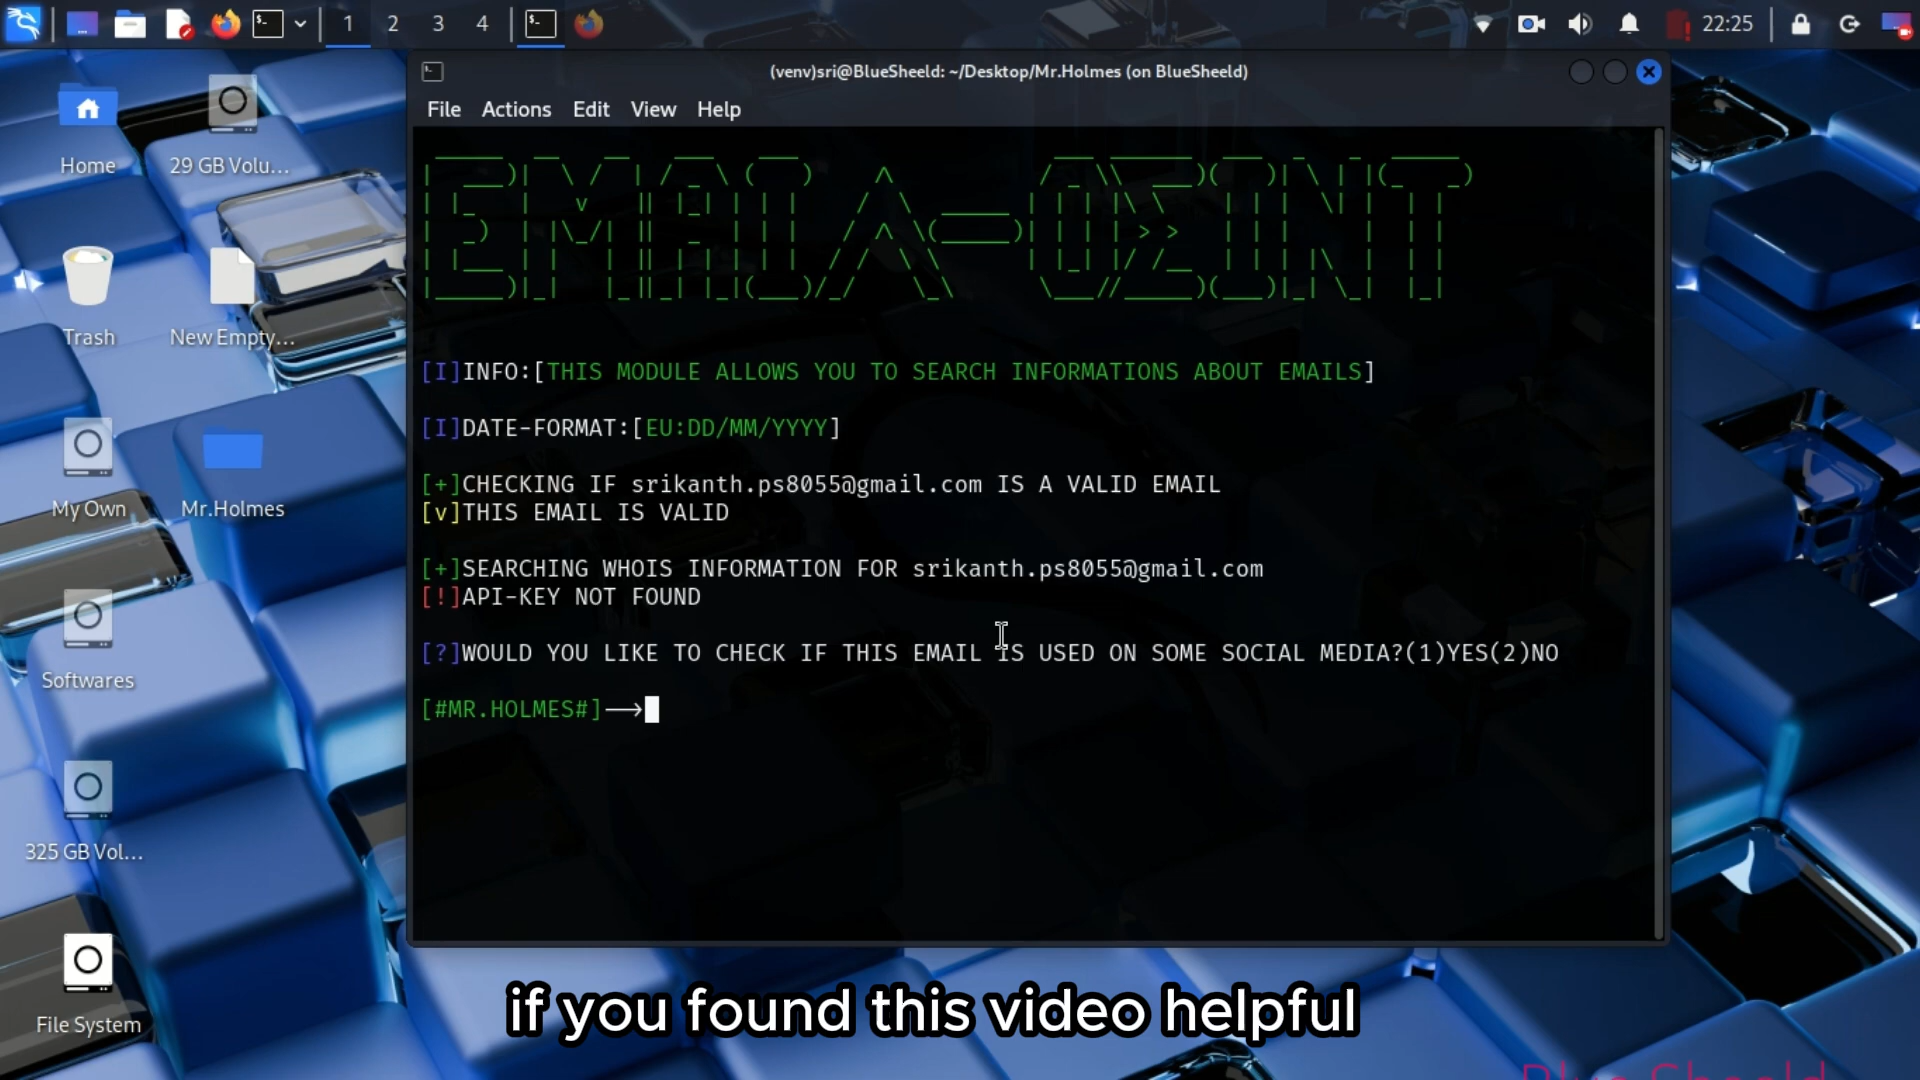 1 2 3 4 22:25
(venv)sri@BlueSheeld: ~/Desktop/Mr.Holmes (on BlueSheeld)
File Actions Edit View Help
EMAIL-OSINT
[I]INFO:[THIS MODULE ALLOWS YOU TO SEARCH INFORMATIONS ABOUT EMAILS]
[I]DATE-FORMAT:[EU:DD/MM/YYYY]
[+]CHECKING IF srikanth.ps8055@gmail.com IS A VALID EMAIL
[v]THIS EMAIL IS VALID
[+]SEARCHING WHOIS INFORMATION FOR srikanth.ps8055@gmail.com
[!]API-KEY NOT FOUND
[?]WOULD YOU LIKE TO CHECK IF THIS EMAIL IS USED ON SOME SOCIAL MEDIA?(1)YES(2)NO
[#MR.HOLMES#]-->
Home
29 GB Volu...
Trash
New Empty...
My Own
Mr.Holmes
Softwares
325 GB Vol...
File System
if you found this video helpful
Blue Sheeld